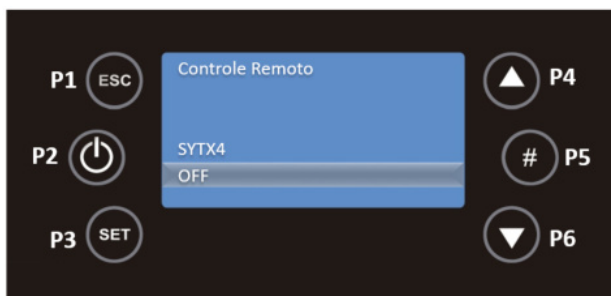 Controle Remoto
P1 ESC
P4
P2
SYTX4
# P5
OFF
P3 SET
P6